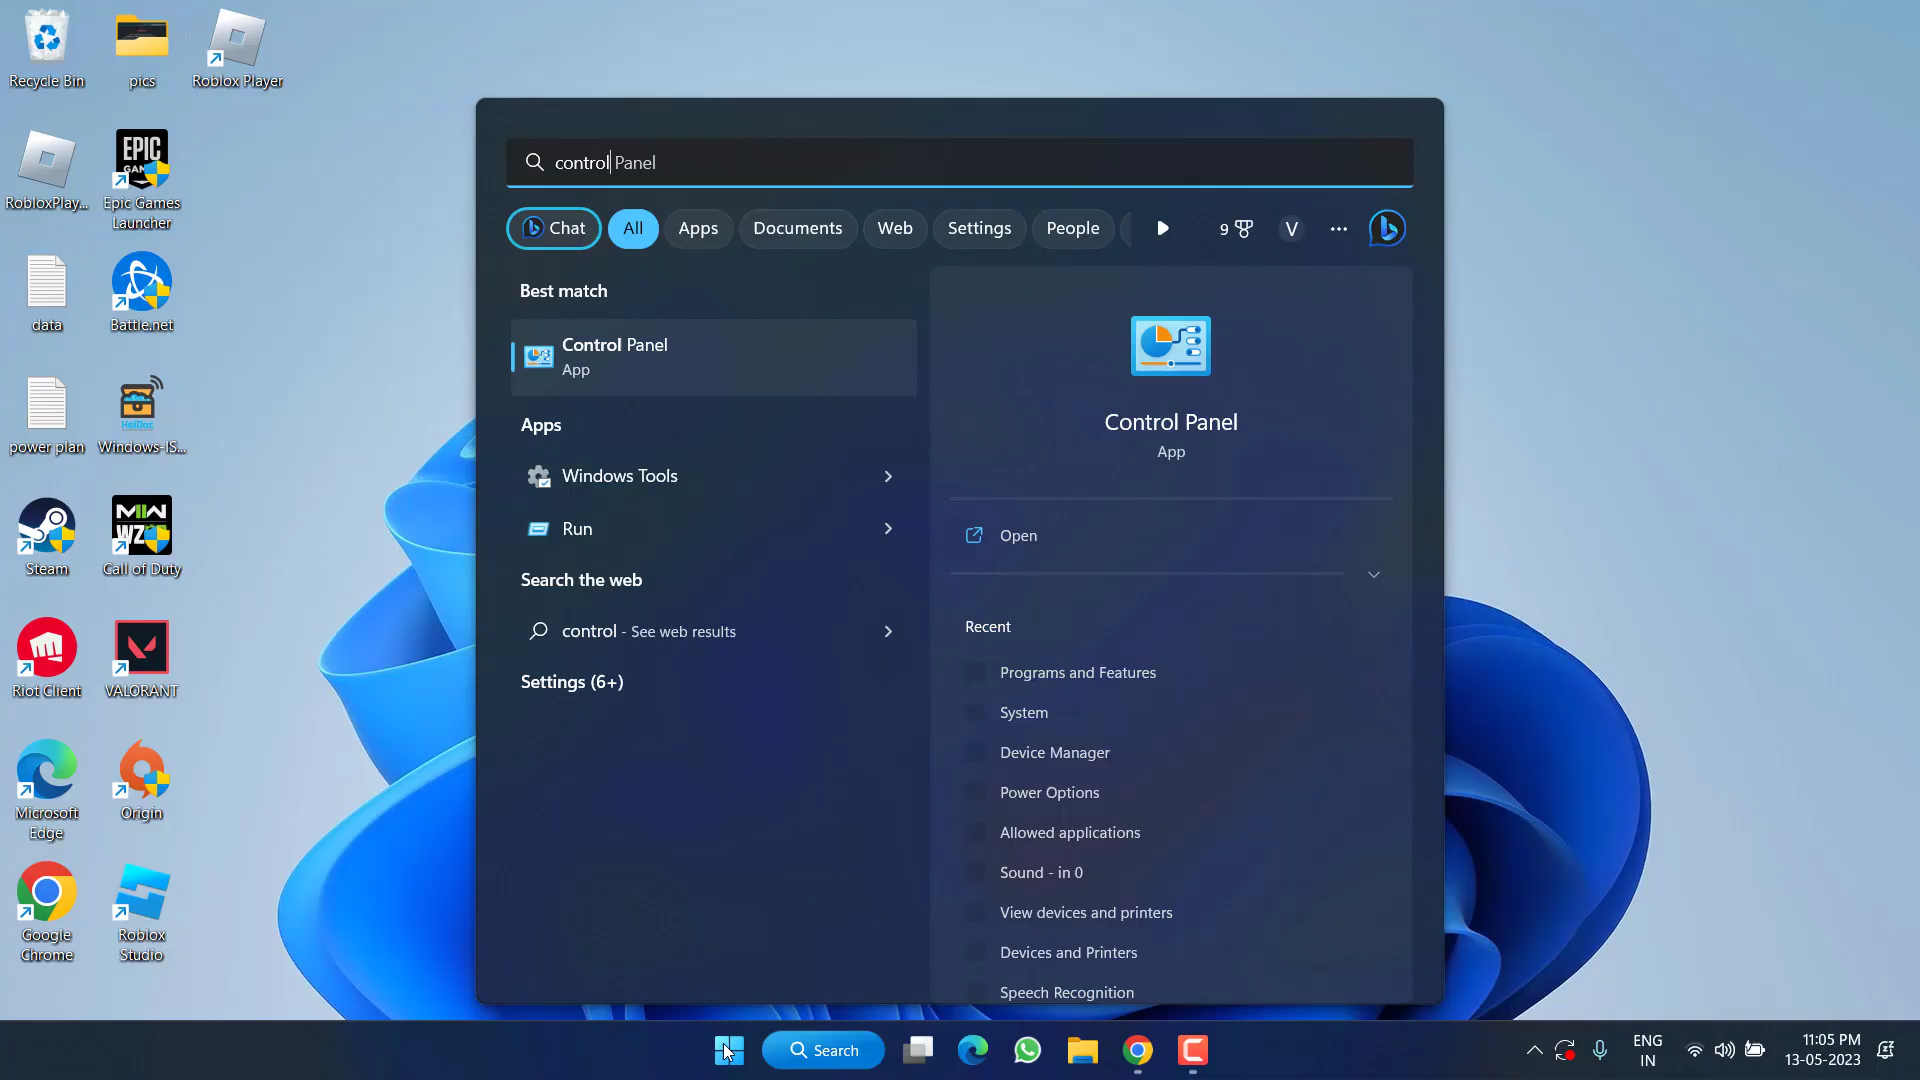 Recycle Bin
pics
Roblox Player
RobloxPlay...
EPIC
GAMES
Epic Games
Launcher
data
Battle.net
power plan
HeiDoc
Windows-IS...
Steam
MW
WZ
Call of Duty
Riot Client
VALORANT
Microsoft
Edge
Origin
Google
Chrome
Roblox
Studio
control Panel
Chat
All
Apps
Documents
Web
Settings
People
9
V
Best match
Control Panel
App
Apps
Windows Tools
Run
Search the web
control - See web results
Settings (6+)
Control Panel
App
Open
Recent
Programs and Features
System
Device Manager
Power Options
Allowed applications
Sound - in 0
View devices and printers
Devices and Printers
Speech Recognition
Search
ENG
IN
11:05 PM
13-05-2023